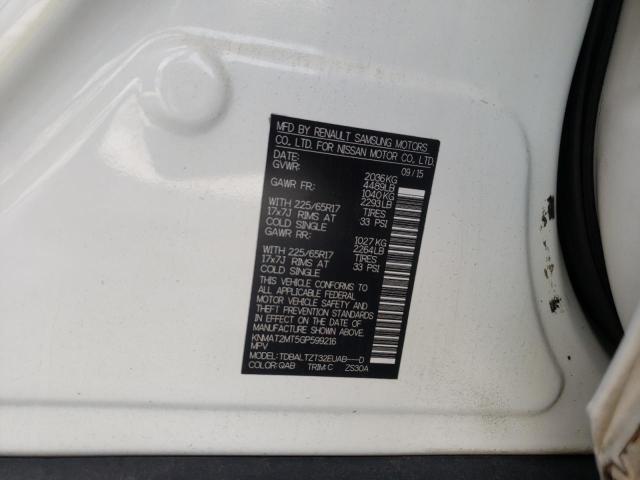 MFD BY RENAULT SAMSUNG MOTORS
CO., LTD. FOR NISSAN MOTOR CO., LTD.
DATE: 09/15
GVWR: 2036KG
4489LB
GAWR FR: 1040KG
2293LB
WITH 225/65R17 TIRES
17x7J RIMS AT 33 PSI
COLD SINGLE
GAWR RR: 1027KG
2264LB
WITH 225/65R17 TIRES
17x7J RIMS AT 33 PSI
COLD SINGLE
THIS VEHICLE CONFORMS TO
ALL APPLICABLE FEDERAL
MOTOR VEHICLE SAFETY AND
THEFT PREVENTION STANDARDS
IN EFFECT ON THE DATE OF
MANUFACTURE SHOWN ABOVE.
KNMAT2MT5GP599216
MPV
MODEL: TDBALTZT32EUAB---D
COLOR: QAB TRIM: C ZS30A